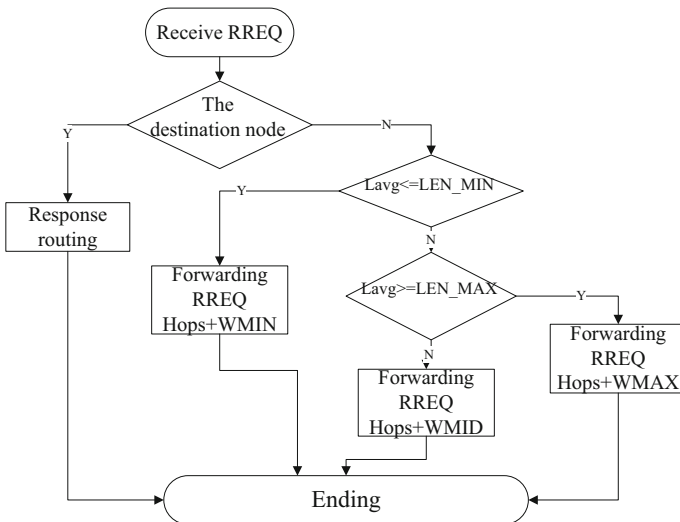 Receive RREQ
The
destination node
Y
N
Lavg<=LEN_MIN
Y
Response
routing
N
Forwarding
RREQ
Hops+WMIN
Lavg>=LEN_MAX
Y
Forwarding
RREQ
Hops+WMAX
N
Forwarding
RREQ
Hops+WMID
Ending